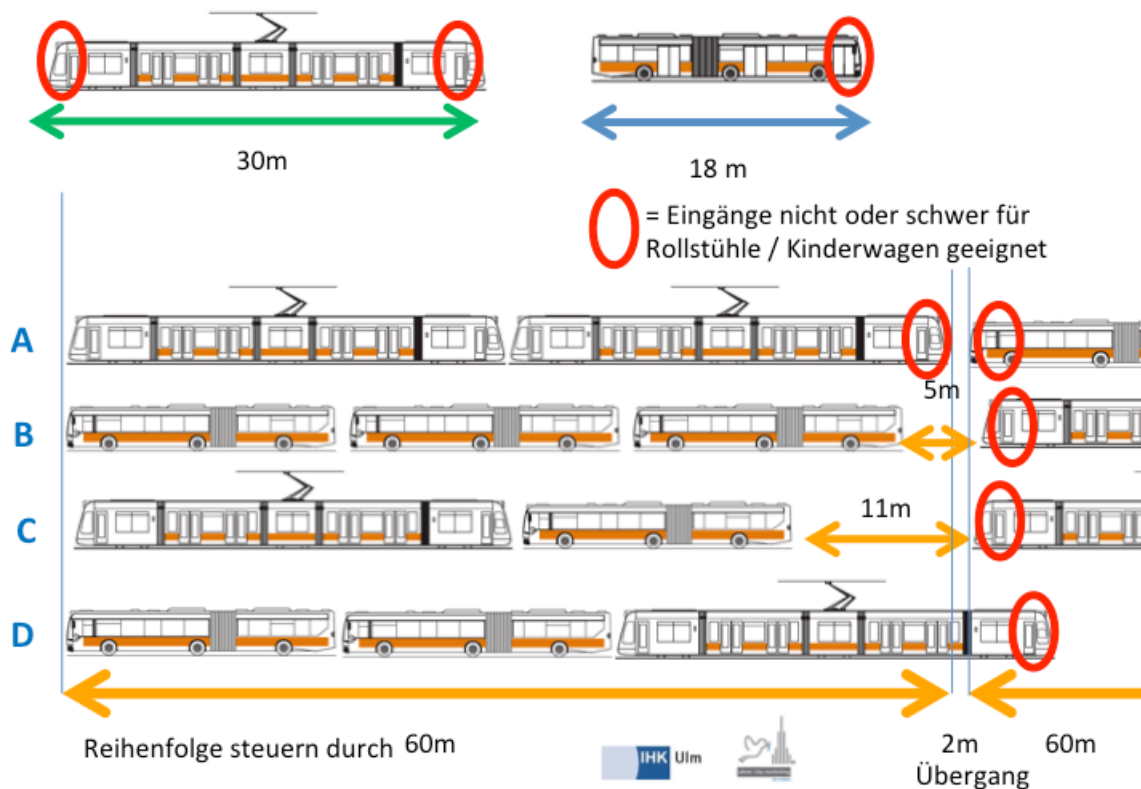 30m
18 m
= Eingänge nicht oder schwer für
Rollstühle / Kinderwagen geeignet
A
5m
B
C
11m
D
Reihenfolge steuern durch 60m
IHK Ulm
2m
Übergang
60m